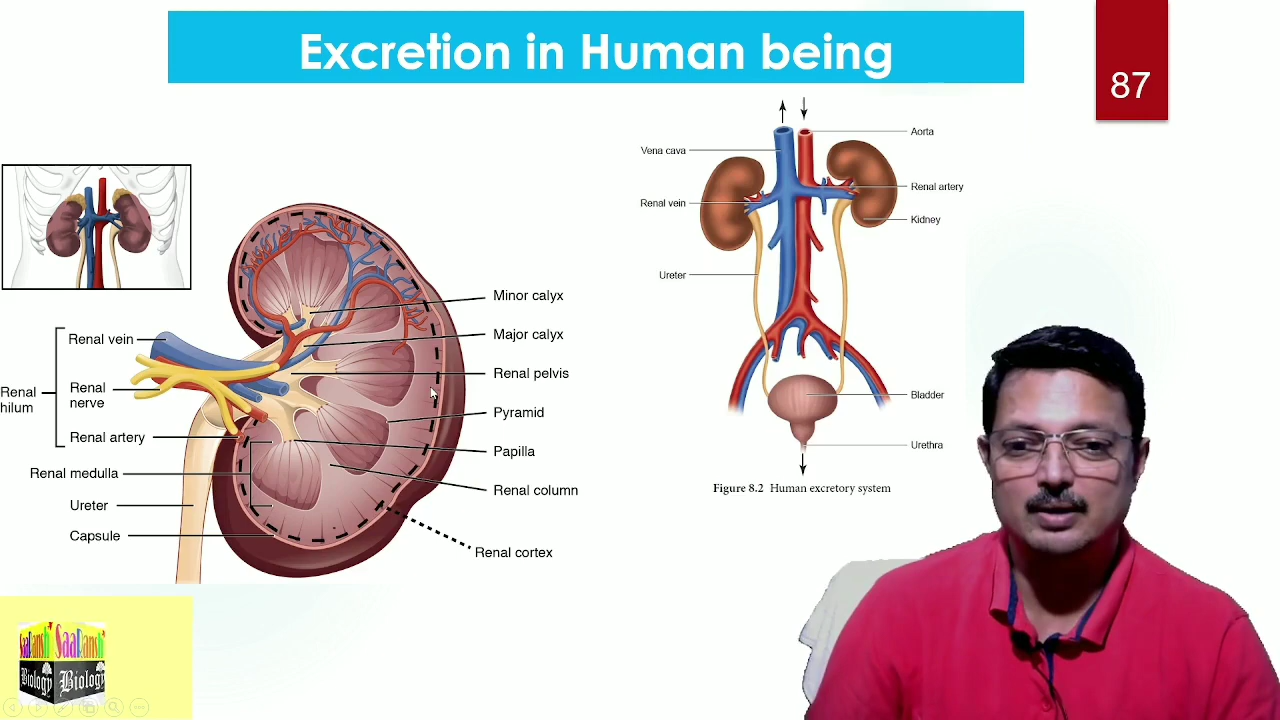 Excretion in Human being
87
Vena cava
Renal vein
Ureter
Aorta
Renal artery
Kidney
Bladder
Urethra
Figure 8.2 Human excretory system
Minor calyx
Major calyx
Renal pelvis
Pyramid
Papilla
Renal column
Renal cortex
Renal
hilum
Renal vein
Renal
nerve
Renal artery
Renal medulla
Ureter
Capsule
SaaRansh SaaRansh
Biology Biology